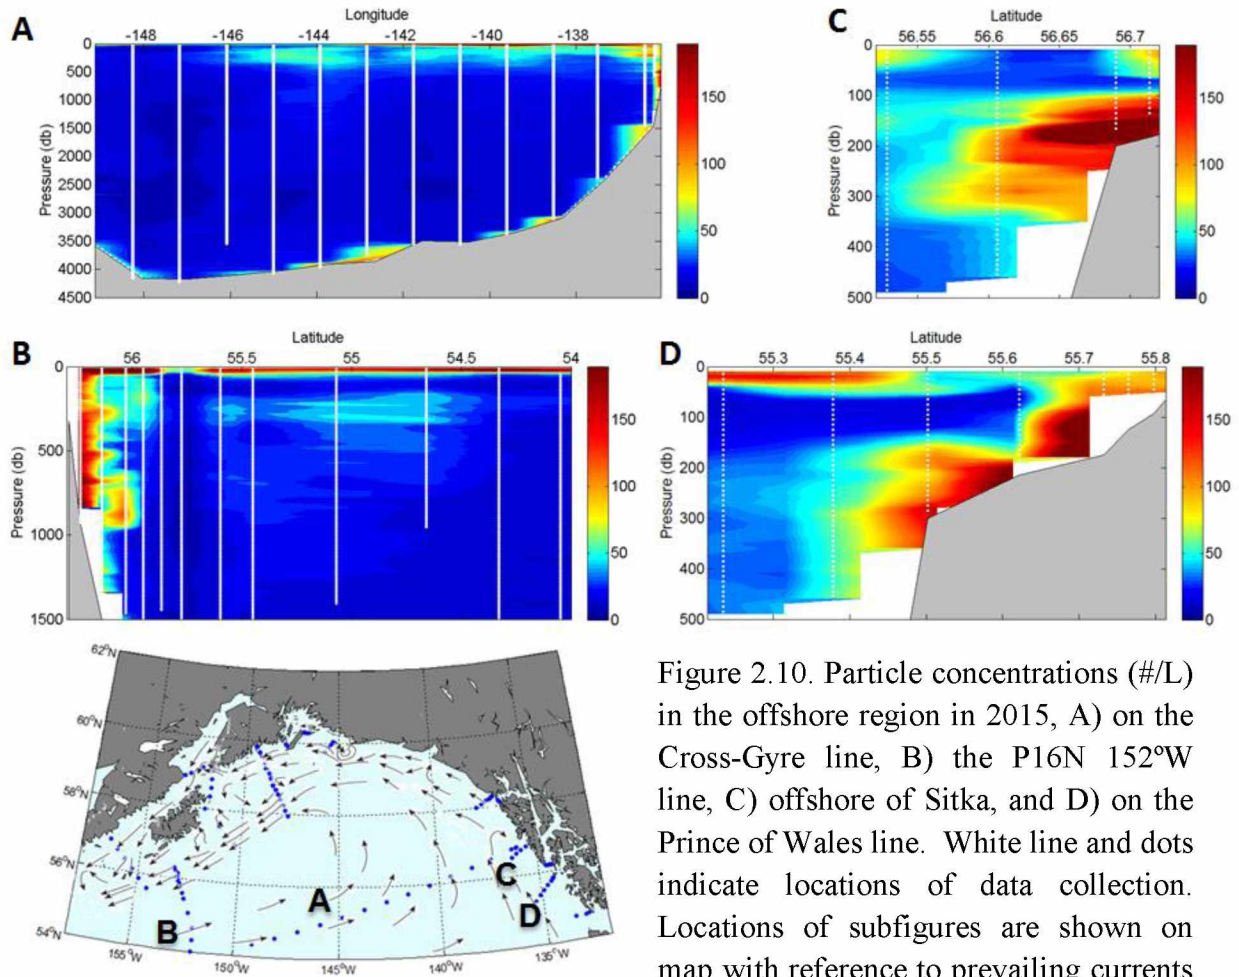 A
Longitude
-148 -146 -144 -142 -140 -138
Pressure (db)
0
500
1000
1500
2000
2500
3000
3500
4000
4500
150
100
50
0
C
Latitude
56.55 56.6 56.65 56.7
Pressure (db)
0
100
200
300
400
500
150
100
50
0
B
Latitude
56 55.5 55 54.5 54
Pressure (db)
0
500
1000
1500
150
100
50
0
D
Latitude
55.3 55.4 55.5 55.6 55.7 55.8
Pressure (db)
0
100
200
300
400
500
150
100
50
0
62°N
60°N
58°N
56°N
54°N
155°W
150°W
145°W
140°W
135°W
A
B
C
D
Figure 2.10. Particle concentrations (#/L)
in the offshore region in 2015, A) on the
Cross-Gyre line, B) the P16N 152ºW
line, C) offshore of Sitka, and D) on the
Prince of Wales line. White line and dots
indicate locations of data collection.
Locations of subfigures are shown on
map with reference to prevailing currents